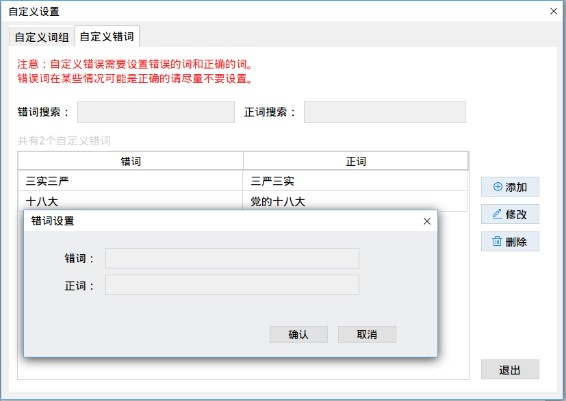 自定义设置
自定义词组 自定义错词
注意：自定义错误需要设置错误的词和正确的词。
错误词在某些情况可能是正确的请尽量不要设置。
错词搜索： 正词搜索：
共有2个自定义错词
错词 正词
三实三严 三严三实
十八大 党的十八大
添加
修改
删除
错词设置
错词：
正词：
确认 取消
退出